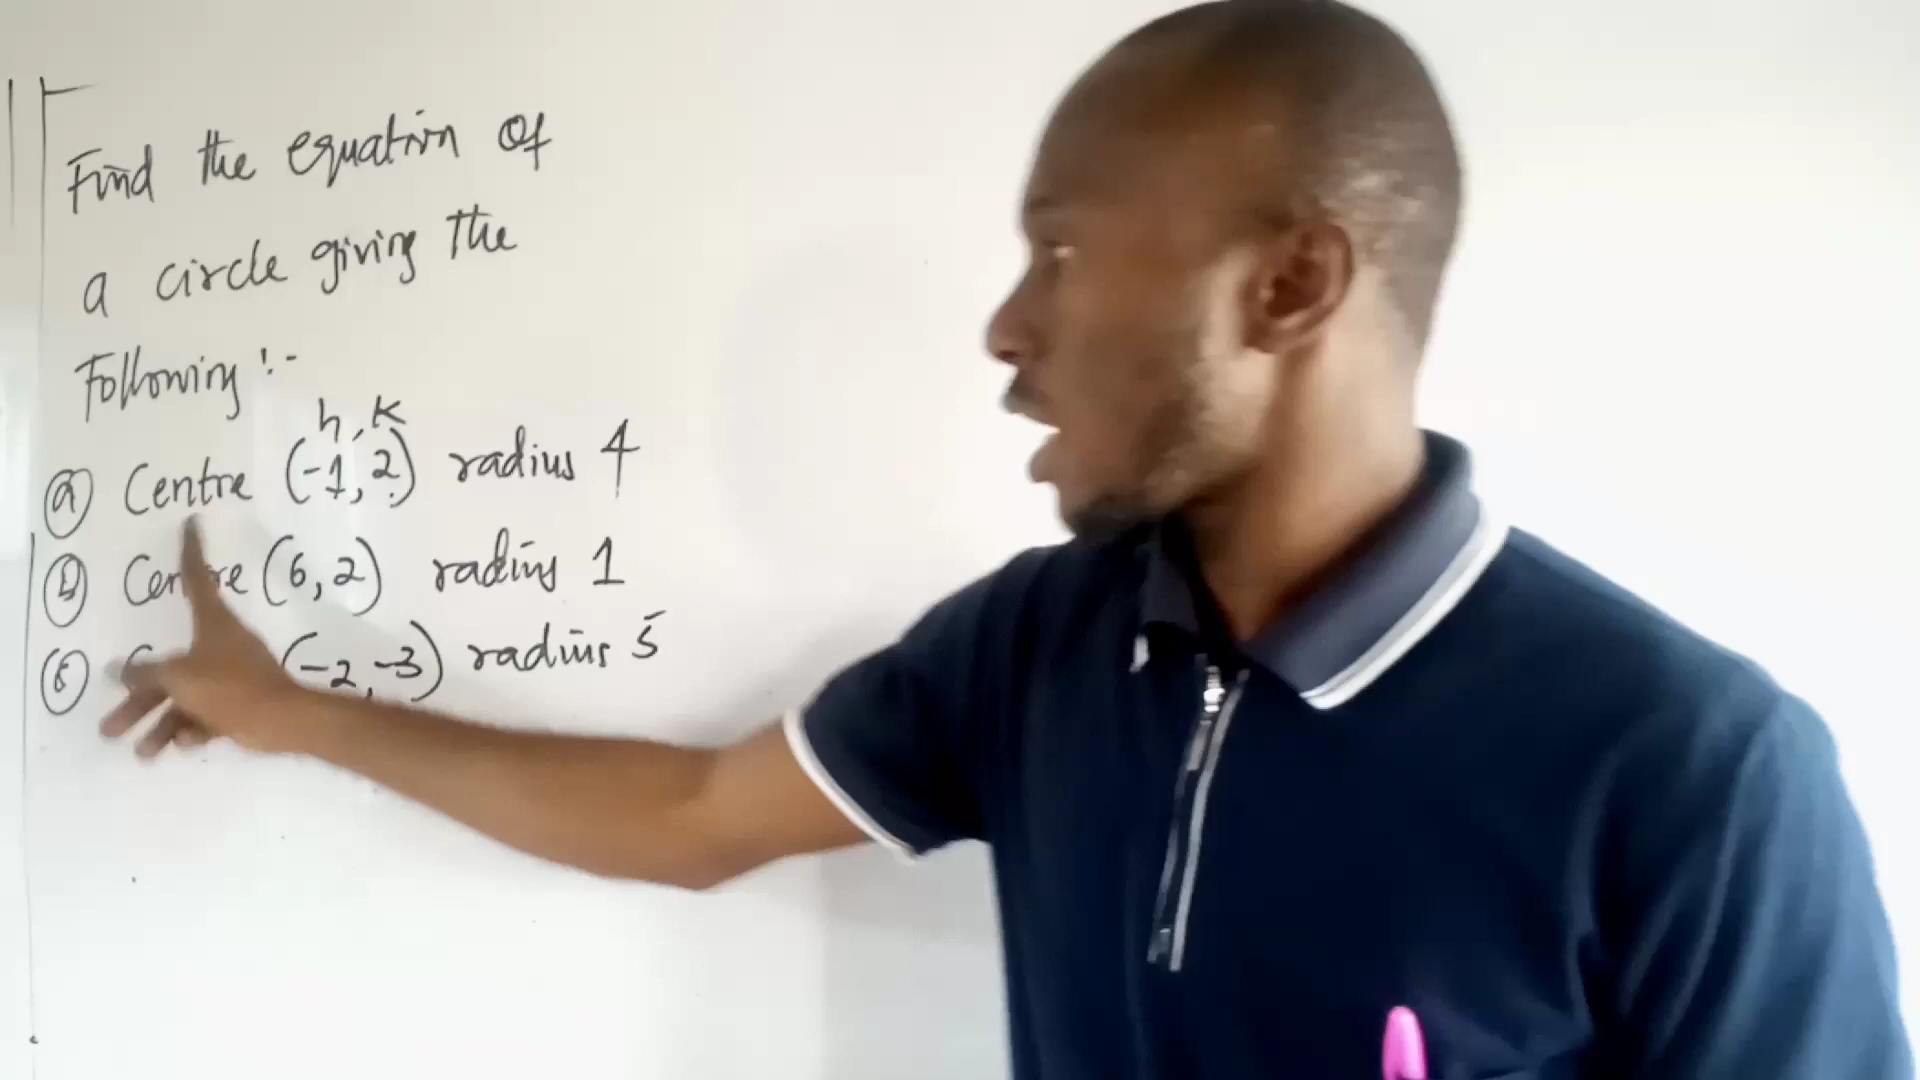 Find the equation of
a circle giving the
Following :-
h, k
(a) Centre (-1, 2) radius 4
(b) Centre (6, 2) radius 1
(c) (-2, -3) radius 5